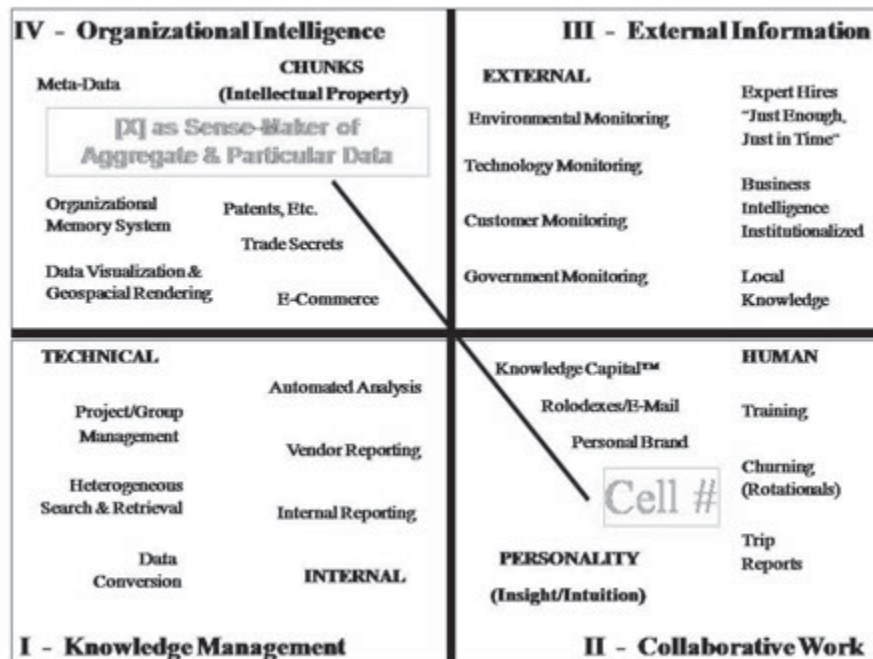 IV - Organizational Intelligence
Meta-Data
CHUNKS
(Intellectual Property)
[X] as Sense-Maker of
Aggregate & Particular Data
Organizational
Memory System
Patents, Etc.
Trade Secrets
Data Visualization &
Geospacial Rendering
E-Commerce
III - External Information
EXTERNAL
Environmental Monitoring
Technology Monitoring
Customer Monitoring
Government Monitoring
Expert Hires
"Just Enough,
Just in Time"
Business
Intelligence
Institutionalized
Local
Knowledge
TECHNICAL
Automated Analysis
Project/Group
Management
Vendor Reporting
Heterogeneous
Search & Retrieval
Internal Reporting
Data
Conversion
INTERNAL
I - Knowledge Management
Knowledge Capital™
Rolodexes/E-Mail
Personal Brand
Cell #
PERSONALITY
(Insight/Intuition)
HUMAN
Training
Churning
(Rotationals)
Trip
Reports
II - Collaborative Work